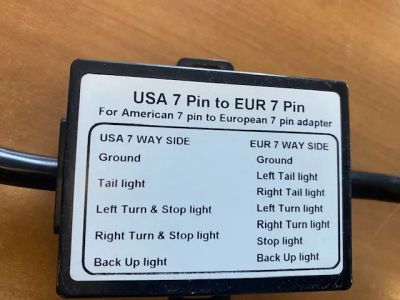 USA 7 Pin to EUR 7 Pin
For American 7 pin to European 7 pin adapter
USA 7 WAY SIDE
Ground
Tail light
Left Turn & Stop light
Right Turn & Stop light
Back Up light
EUR 7 WAY SIDE
Ground
Left Tail light
Right Tail light
Left Turn light
Right Turn light
Stop light
Back Up light